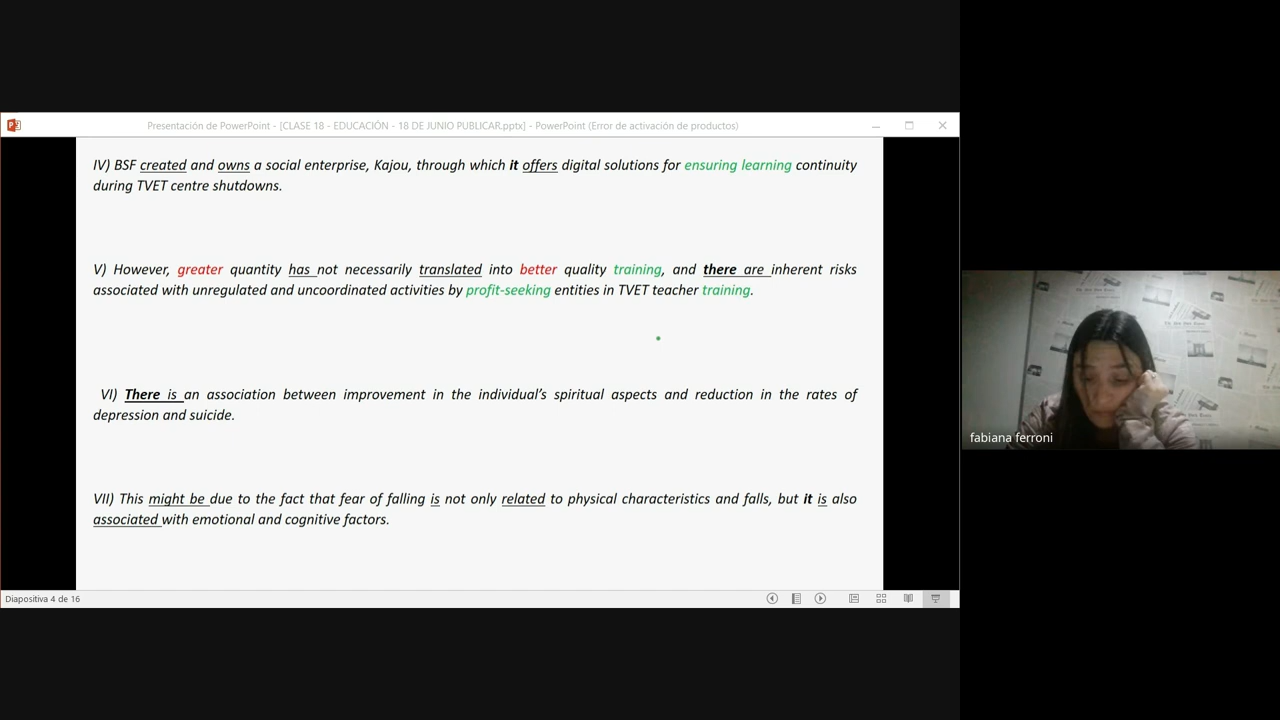 Presentación de PowerPoint - [CLASE 18 - EDUCACIÓN - 18 DE JUNIO PUBLICAR.pptx] - PowerPoint (Error de activación de productos)
IV) BSF created and owns a social enterprise, Kajou, through which it offers digital solutions for ensuring learning continuity
during TVET centre shutdowns.
V) However, greater quantity has not necessarily translated into better quality training, and there are inherent risks
associated with unregulated and uncoordinated activities by profit-seeking entities in TVET teacher training.
VI) There is an association between improvement in the individual’s spiritual aspects and reduction in the rates of
depression and suicide.
VII) This might be due to the fact that fear of falling is not only related to physical characteristics and falls, but it is also
associated with emotional and cognitive factors.
fabiana ferroni
Diapositiva 4 de 16